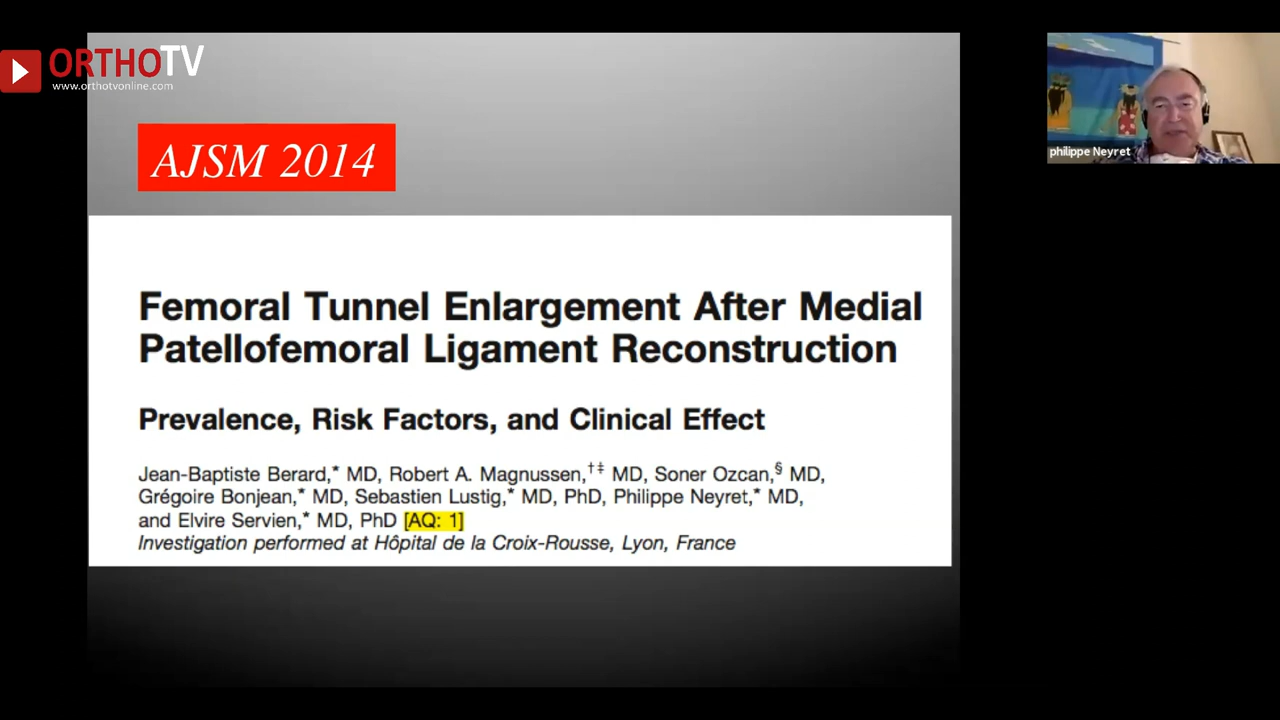 ORTHOTV
www.orthotvonline.com
AJSM 2014
philippe Neyret
Femoral Tunnel Enlargement After Medial
Patellofemoral Ligament Reconstruction
Prevalence, Risk Factors, and Clinical Effect
Jean-Baptiste Berard,* MD, Robert A. Magnussen,†‡ MD, Soner Ozcan,§ MD,
Grégoire Bonjean,* MD, Sebastien Lustig,* MD, PhD, Philippe Neyret,* MD,
and Elvire Servien,* MD, PhD [AQ: 1]
Investigation performed at Hôpital de la Croix-Rousse, Lyon, France